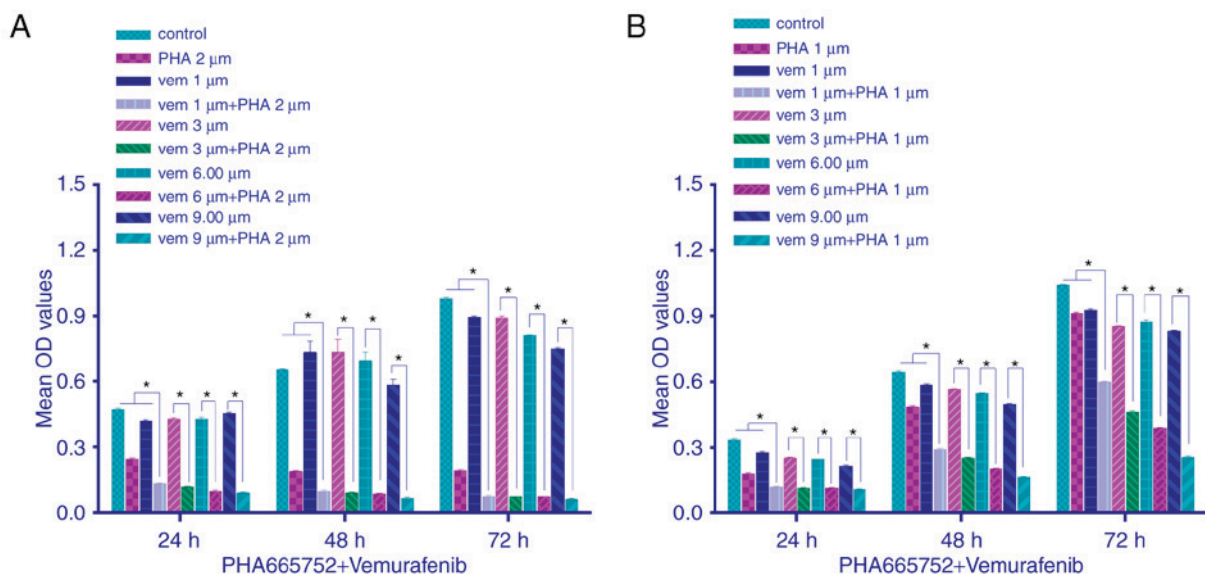 A
control
PHA 2 μm
vem 1 μm
vem 1 μm+PHA 2 μm
vem 3 μm
vem 3 μm+PHA 2 μm
vem 6.00 μm
vem 6 μm+PHA 2 μm
vem 9.00 μm
vem 9 μm+PHA 2 μm
Mean OD values
1.5
1.2
0.9
0.6
0.3
0.0
* * * *
* * * *
* * * *
24 h 48 h 72 h
PHA665752+Vemurafenib
B
control
PHA 1 μm
vem 1 μm
vem 1 μm+PHA 1 μm
vem 3 μm
vem 3 μm+PHA 1 μm
vem 6.00 μm
vem 6 μm+PHA 1 μm
vem 9.00 μm
vem 9 μm+PHA 1 μm
Mean OD values
1.5
1.2
0.9
0.6
0.3
0.0
* * * *
* * * *
* * * *
24 h 48 h 72 h
PHA665752+Vemurafenib